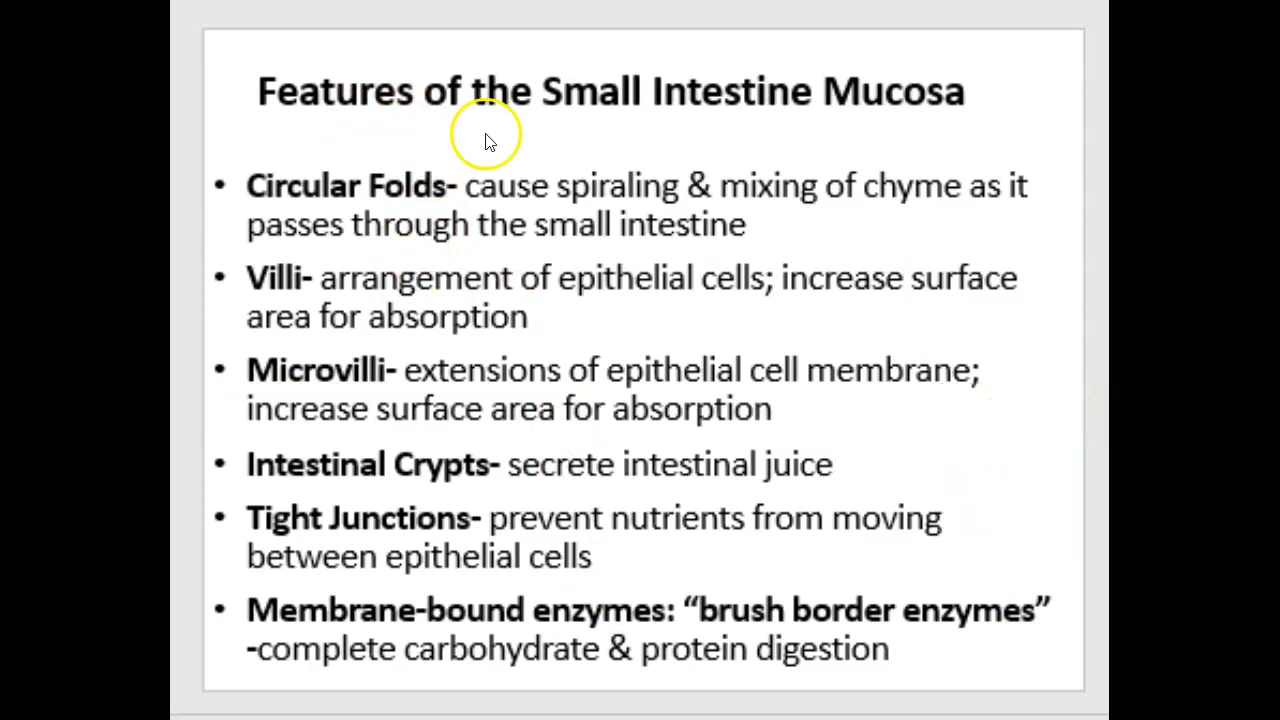 Features of the Small Intestine Mucosa
• Circular Folds- cause spiraling & mixing of chyme as it
passes through the small intestine
• Villi- arrangement of epithelial cells; increase surface
area for absorption
• Microvilli- extensions of epithelial cell membrane;
increase surface area for absorption
• Intestinal Crypts- secrete intestinal juice
• Tight Junctions- prevent nutrients from moving
between epithelial cells
• Membrane-bound enzymes: “brush border enzymes”
-complete carbohydrate & protein digestion